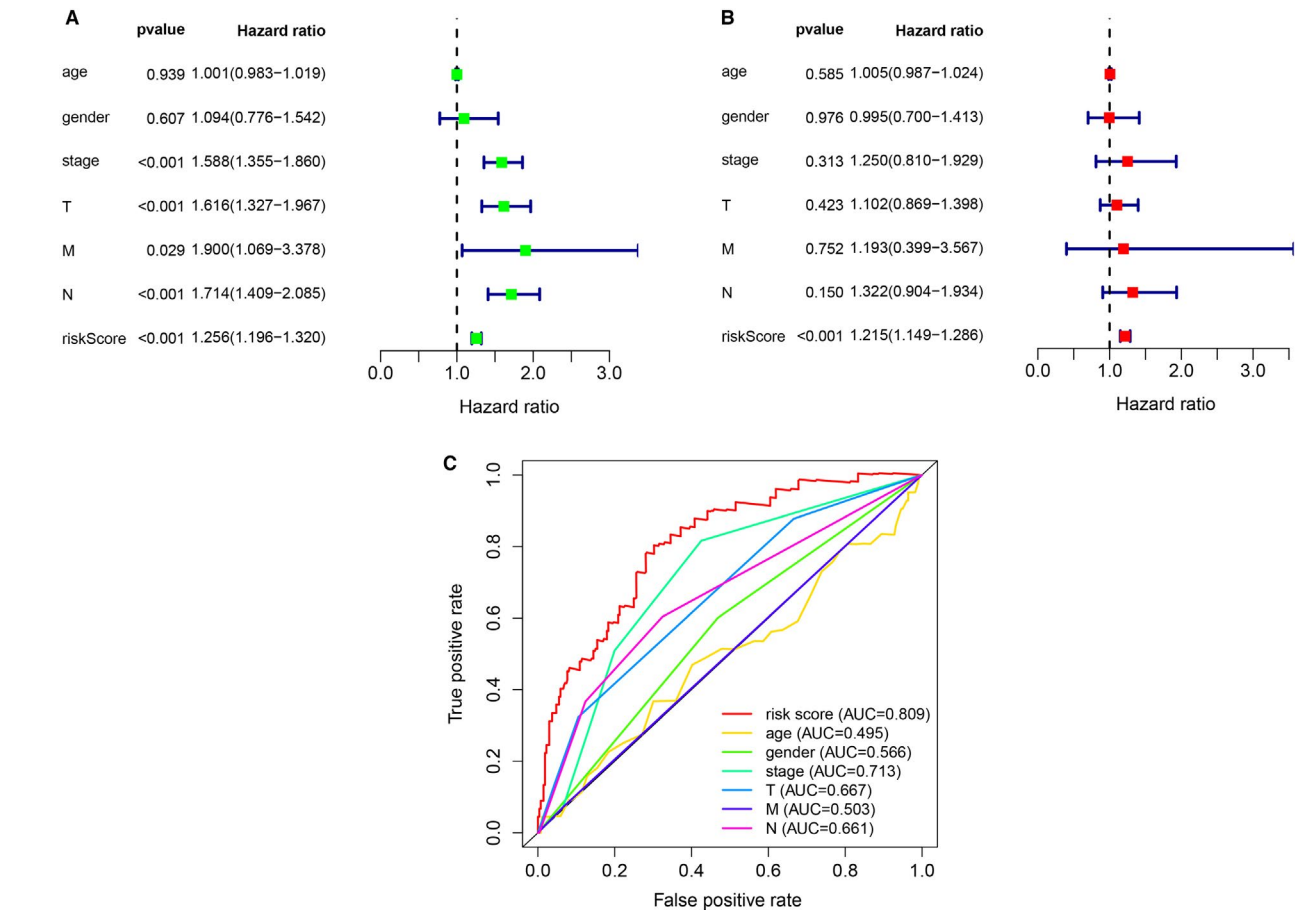 A
pvalue Hazard ratio
age 0.939 1.001(0.983−1.019)
gender 0.607 1.094(0.776−1.542)
stage <0.001 1.588(1.355−1.860)
T <0.001 1.616(1.327−1.967)
M 0.029 1.900(1.069−3.378)
N <0.001 1.714(1.409−2.085)
riskScore <0.001 1.256(1.196−1.320)
0.0 1.0 2.0 3.0
Hazard ratio
B
pvalue Hazard ratio
age 0.585 1.005(0.987−1.024)
gender 0.976 0.995(0.700−1.413)
stage 0.313 1.250(0.810−1.929)
T 0.423 1.102(0.869−1.398)
M 0.752 1.193(0.399−3.567)
N 0.150 1.322(0.904−1.934)
riskScore <0.001 1.215(1.149−1.286)
0.0 1.0 2.0 3.0
Hazard ratio
C
True positive rate
1.0
0.8
0.6
0.4
0.2
0.0
risk score (AUC=0.809)
age (AUC=0.495)
gender (AUC=0.566)
stage (AUC=0.713)
T (AUC=0.667)
M (AUC=0.503)
N (AUC=0.661)
0.0 0.2 0.4 0.6 0.8 1.0
False positive rate